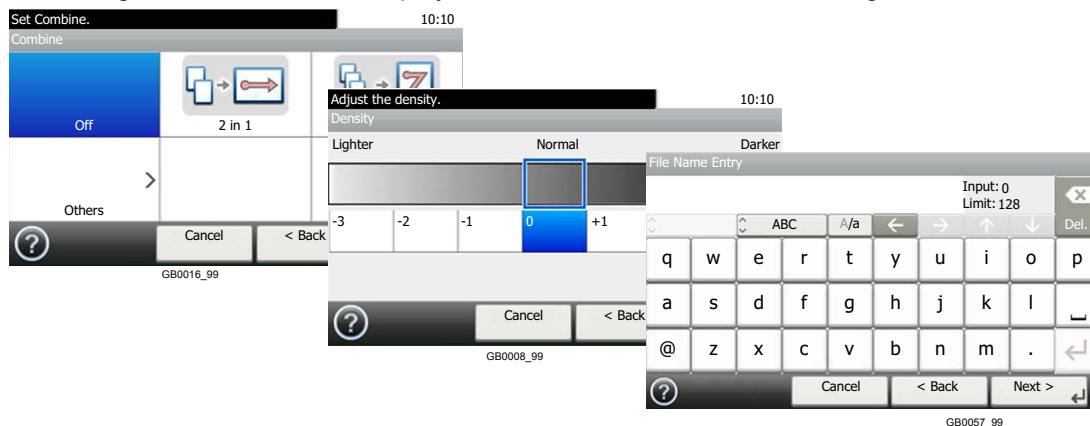 Set Combine. 10:10
Combine
Off
2 in 1
Others
Cancel
< Back
GB0016_99
Adjust the density. 10:10
Density
Lighter Normal Darker
-3 -2 -1 0 +1
Cancel
< Back
GB0008_99
File Name Entry
Input: 0
Limit: 128
ABC A/a Del.
q w e r t y u i o p
a s d f g h j k l
@ z x c v b n m .
Cancel < Back Next >
GB0057_99